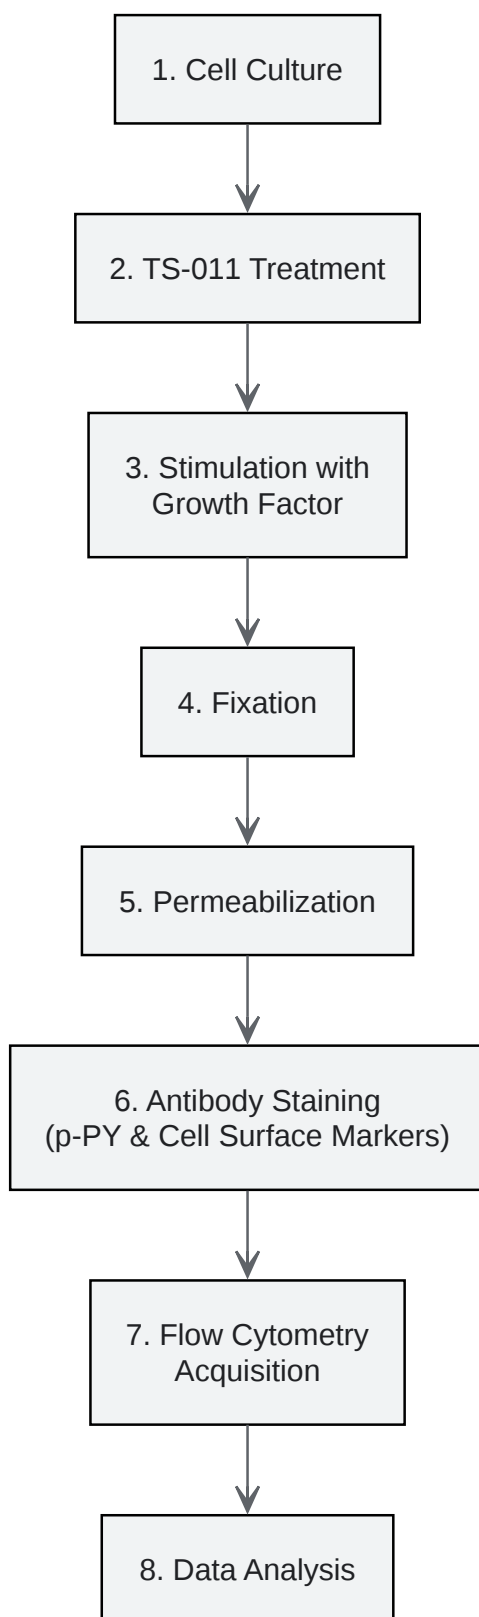 1. Cell Culture
2. TS-011 Treatment
3. Stimulation with
Growth Factor
4. Fixation
5. Permeabilization
6. Antibody Staining
(p-PY & Cell Surface Markers)
7. Flow Cytometry
Acquisition
8. Data Analysis